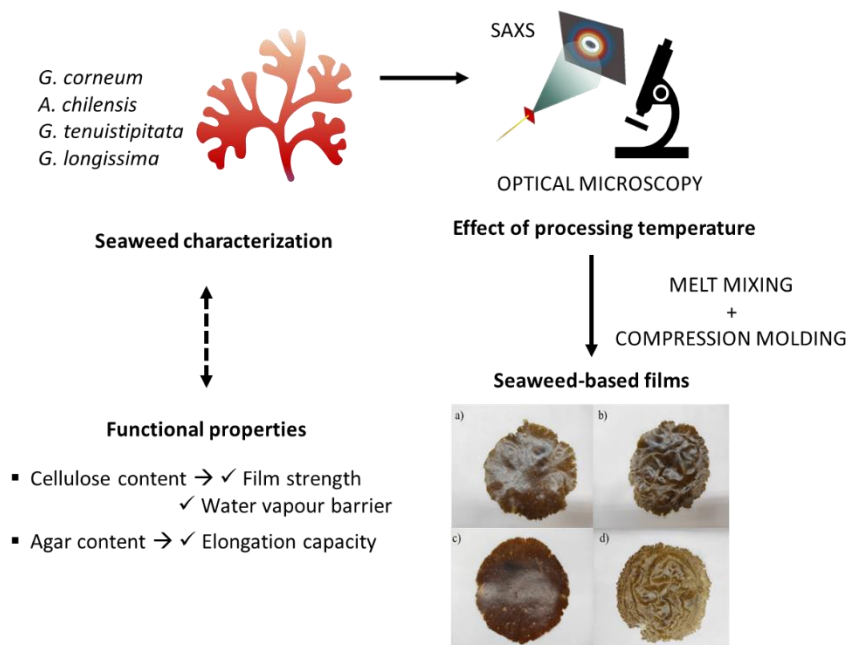 G. corneum
A. chilensis
G. tenuistipitata
G. longissima
SAXS
OPTICAL MICROSCOPY
Seaweed characterization
Effect of processing temperature
MELT MIXING
+
COMPRESSION MOLDING
Seaweed-based films
a)
b)
c)
d)
Functional properties
▪ Cellulose content → ✓ Film strength
✓ Water vapour barrier
▪ Agar content → ✓ Elongation capacity